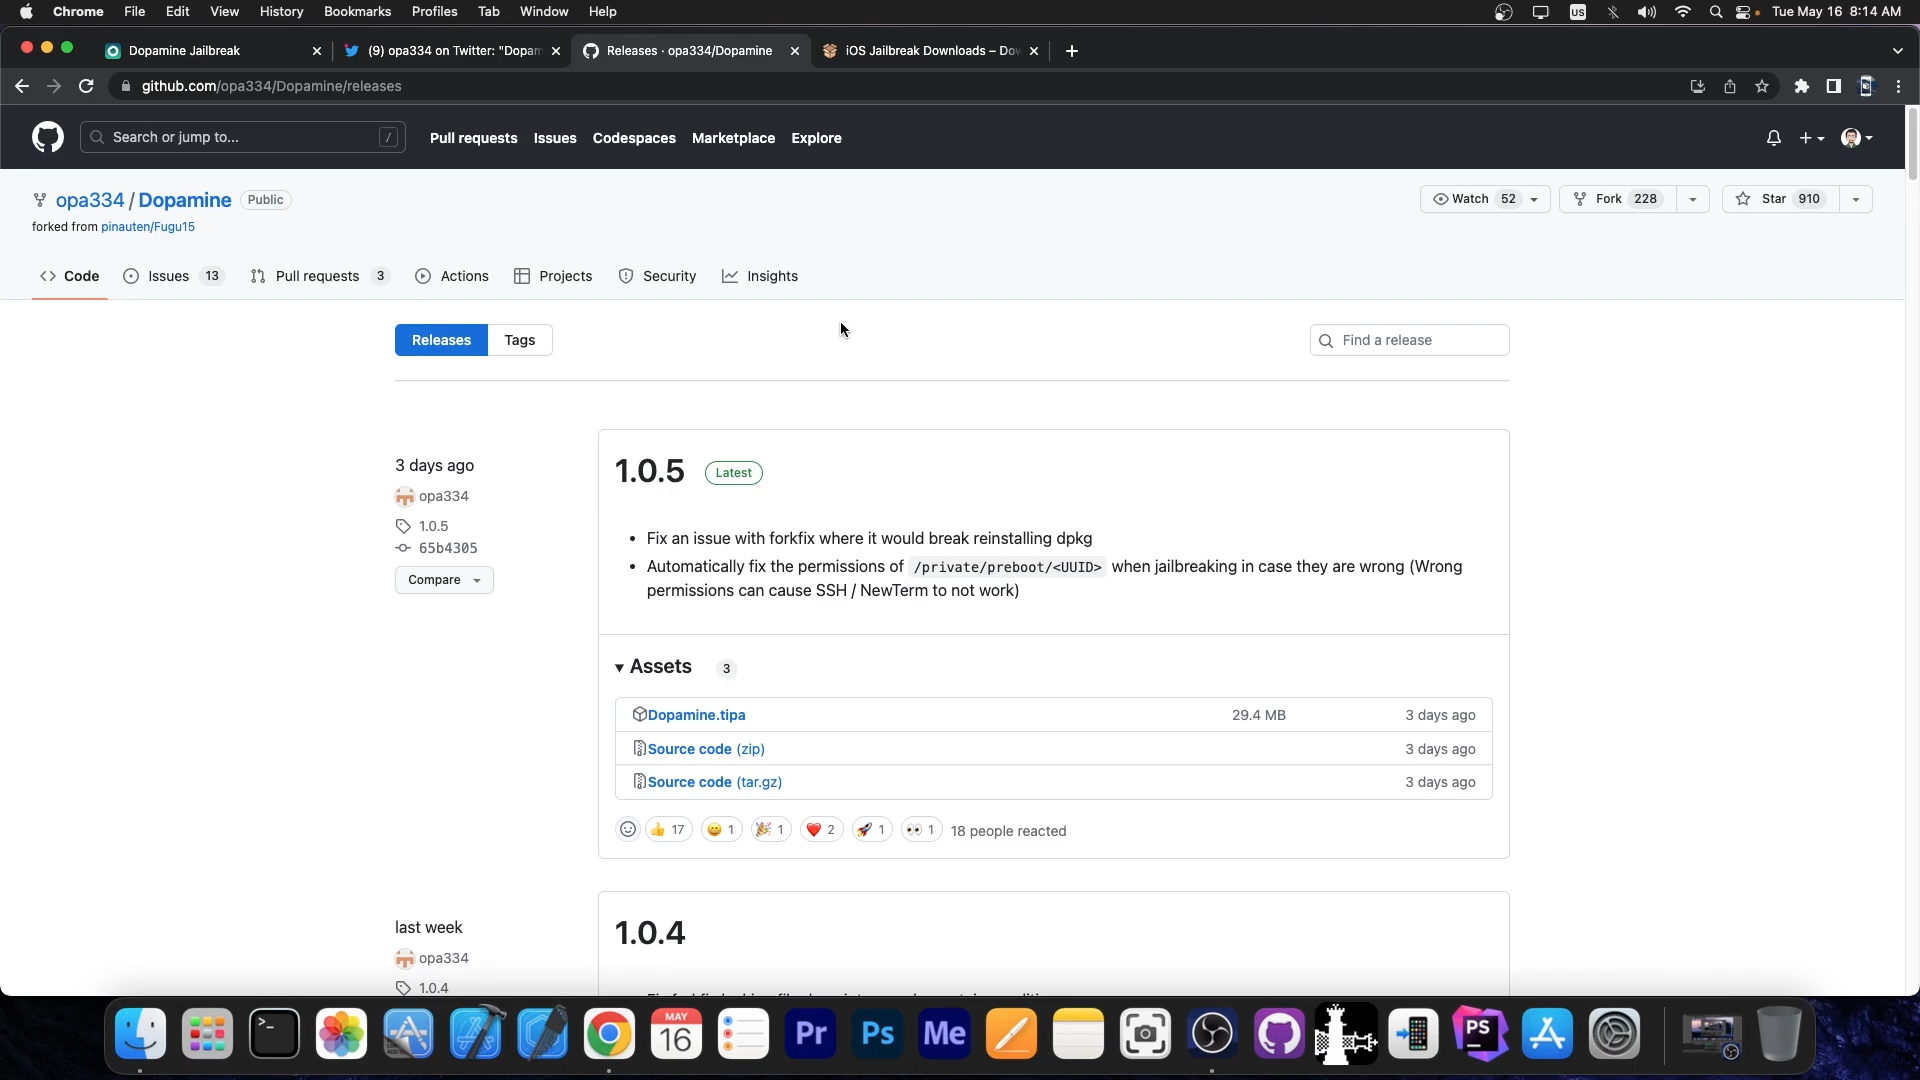 Chrome File Edit View History Bookmarks Profiles Tab Window Help US Tue May 16 8:14 AM
Dopamine Jailbreak (9) opa334 on Twitter: "Dopam Releases · opa334/Dopamine iOS Jailbreak Downloads – Dov
github.com/opa334/Dopamine/releases
Search or jump to... / Pull requests Issues Codespaces Marketplace Explore
opa334 / Dopamine Public Watch 52 Fork 228 Star 910
forked from pinauten/Fugu15
Code Issues 13 Pull requests 3 Actions Projects Security Insights
Releases Tags Find a release
3 days ago
opa334
1.0.5
65b4305
Compare
1.0.5 Latest
• Fix an issue with forkfix where it would break reinstalling dpkg
• Automatically fix the permissions of /private/preboot/<UUID> when jailbreaking in case they are wrong (Wrong
permissions can cause SSH / NewTerm to not work)
Assets 3
Dopamine.tipa 29.4 MB 3 days ago
Source code (zip) 3 days ago
Source code (tar.gz) 3 days ago
👍 17 😄 1 🎉 1 ❤️ 2 🚀 1 👀 1 18 people reacted
last week
opa334
1.0.4
1.0.4
>_ MAY 16 Pr Ps Me PS